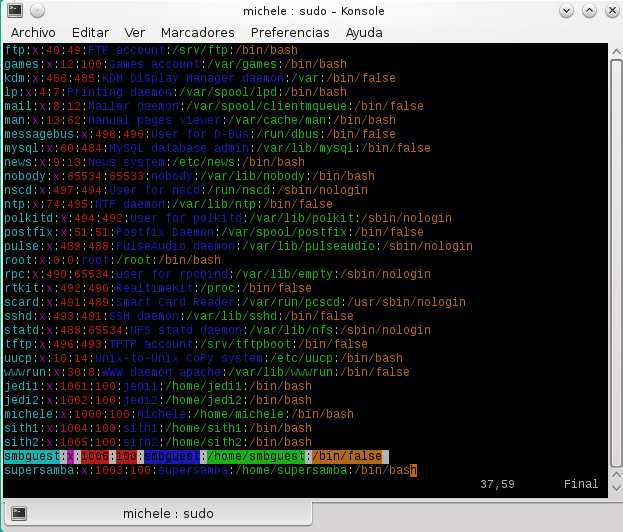 michele : sudo – Konsole
Archivo Editar Ver Marcadores Preferencias Ayuda
ftp:x:40:49:FTP account:/srv/ftp:/bin/bash
games:x:12:100:Games account:/var/games:/bin/bash
kdm:x:486:485:KDM Display Manager daemon:/var:/bin/false
lp:x:4:7:Printing daemon:/var/spool/lpd:/bin/bash
mail:x:8:12:Mailer daemon:/var/spool/clientmqueue:/bin/false
man:x:13:62:Manual pages viewer:/var/cache/man:/bin/bash
messagebus:x:498:496:User for D-Bus:/run/dbus:/bin/false
mysql:x:60:484:MySQL database admin:/var/lib/mysql:/bin/false
news:x:9:13:News system:/etc/news:/bin/bash
nobody:x:65534:65533:nobody:/var/lib/nobody:/bin/bash
nscd:x:497:494:User for nscd:/run/nscd:/sbin/nologin
ntp:x:74:495:NTP daemon:/var/lib/ntp:/bin/false
polkitd:x:494:492:User for polkitd:/var/lib/polkit:/sbin/nologin
postfix:x:51:51:Postfix Daemon:/var/spool/postfix:/bin/false
pulse:x:489:488:PulseAudio daemon:/var/lib/pulseaudio:/sbin/nologin
root:x:0:0:root:/root:/bin/bash
rpc:x:490:65534:user for rpcbind:/var/lib/empty:/sbin/nologin
rtkit:x:492:490:RealtimeKit:/proc:/bin/false
scard:x:491:489:Smart Card Reader:/var/run/pcscd:/usr/sbin/nologin
sshd:x:493:491:SSH daemon:/var/lib/sshd:/bin/false
statd:x:488:65534:NFS statd daemon:/var/lib/nfs:/sbin/nologin
tftp:x:496:493:TFTP account:/srv/tftpboot:/bin/false
uucp:x:10:14:Unix-to-Unix CoPy system:/etc/uucp:/bin/bash
wwwrun:x:30:8:WWW daemon apache:/var/lib/wwwrun:/bin/false
jedi1:x:1001:100:jedi1:/home/jedi1:/bin/bash
jedi2:x:1002:100:jedi2:/home/jedi2:/bin/bash
michele:x:1000:100:Michele:/home/michele:/bin/bash
sith1:x:1004:100:sith1:/home/sith1:/bin/bash
sith2:x:1005:100:sith2:/home/sith2:/bin/bash
smbguest:x:1006:100:smbguest:/home/smbguest:/bin/false
supersamba:x:1003:100:supersamba:/home/supersamba:/bin/bash
37,59 Final
michele : sudo